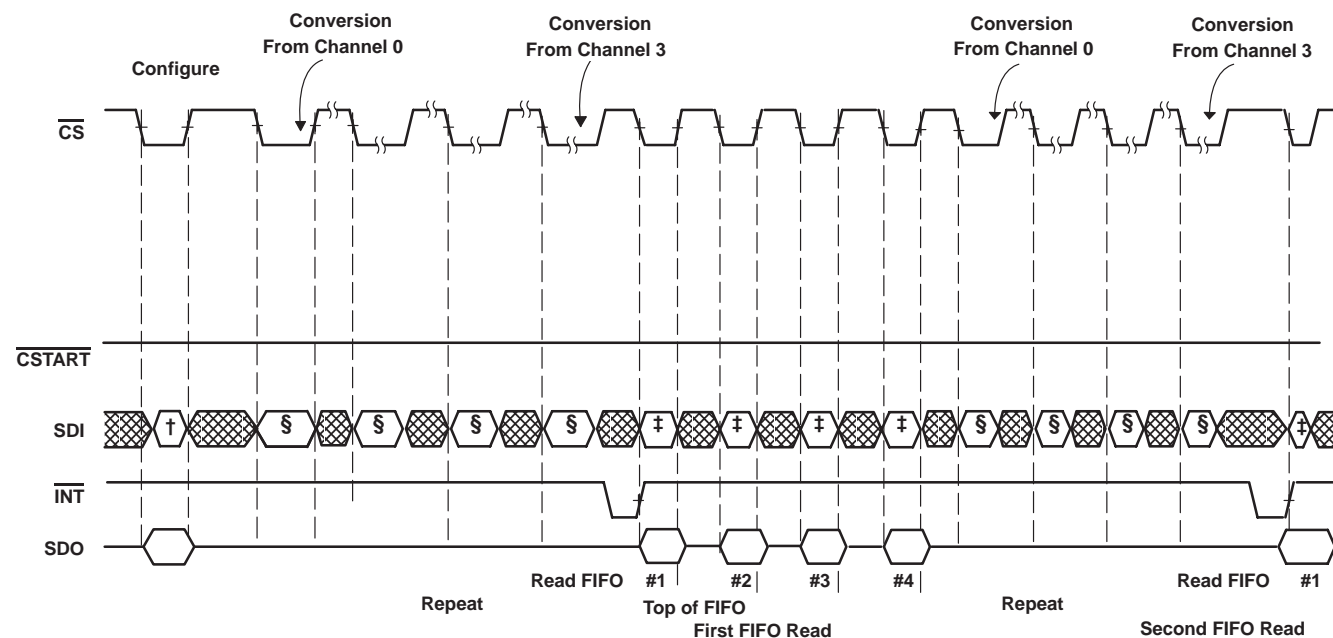 Conversion
From Channel 0
Conversion
From Channel 3
Conversion
From Channel 0
Conversion
From Channel 3
Configure
CS
CSTART
SDI
† § § § § ‡ ‡ ‡ ‡ § § § § ‡
INT
SDO
Read FIFO #1 #2 #3 #4 Read FIFO #1
Repeat Top of FIFO Repeat
First FIFO Read Second FIFO Read